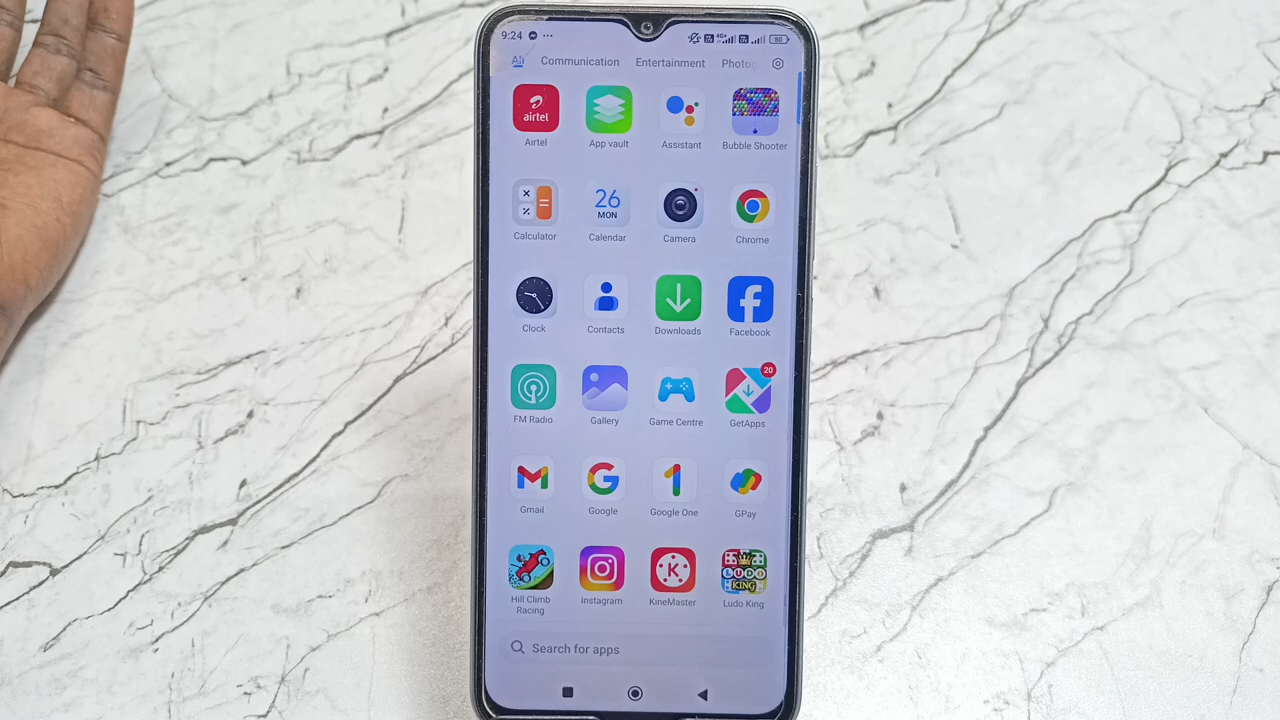 9:24 ... 4G+ 80
All Communication Entertainment Photo
airtel
Airtel App vault Assistant Bubble Shooter
26
MON
Calculator Calendar Camera Chrome
Clock Contacts Downloads Facebook
20
FM Radio Gallery Game Centre GetApps
Gmail Google Google One GPay
LUDO
KING
Hill Climb
Racing Instagram KineMaster Ludo King
Search for apps